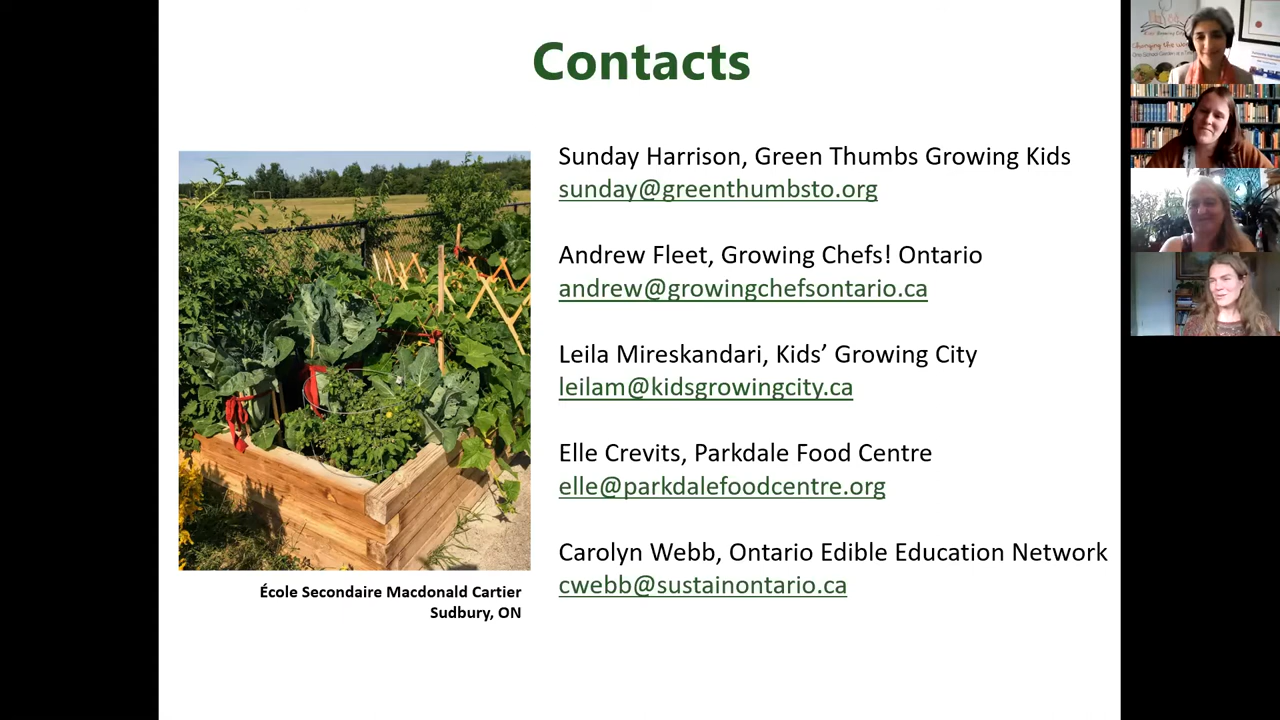 Contacts
Sunday Harrison, Green Thumbs Growing Kids
sunday@greenthumbsto.org
Andrew Fleet, Growing Chefs! Ontario
andrew@growingchefsontario.ca
Leila Mireskandari, Kids’ Growing City
leilam@kidsgrowingcity.ca
Elle Crevits, Parkdale Food Centre
elle@parkdalefoodcentre.org
Carolyn Webb, Ontario Edible Education Network
cwebb@sustainontario.ca
École Secondaire Macdonald Cartier
Sudbury, ON
Changing the